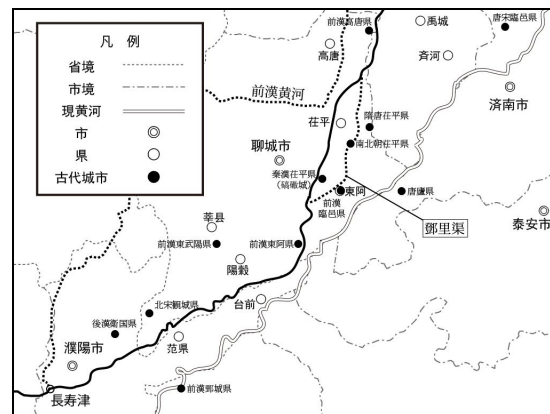 凡 例
省境
市境
現黄河
市
県
古代城市
前漢高唐県
禹城
唐宋臨邑県
高唐
斉河
前漢黄河
済南市
茌平
隋唐茌平県
聊城市
南北朝茌平県
秦漢茌平県
(碻磝城)
東阿
唐盧県
前漢
臨邑県
鄧里渠
泰安市
莘県
前漢東武陽県
前漢東阿県
陽穀
台前
北宋観城県
後漢衛国県
范県
濮陽市
長寿津
前漢鄄城県